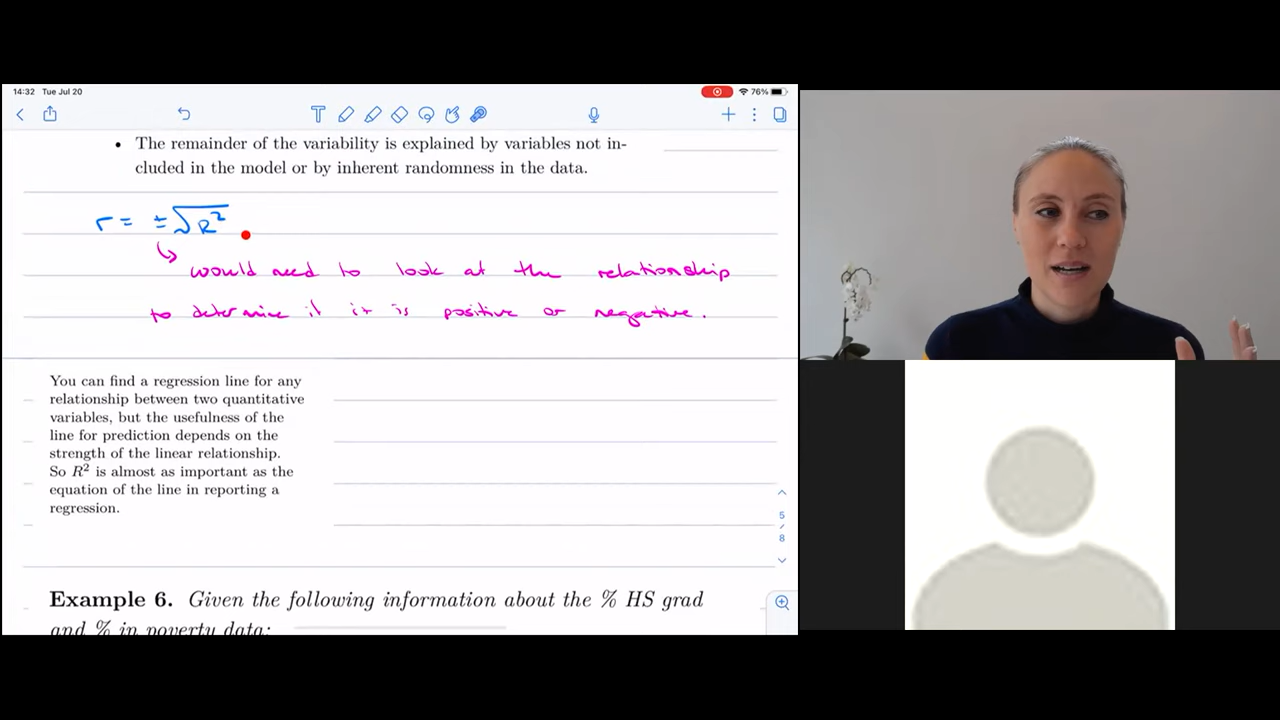 14:32 Tue Jul 20
76%
• The remainder of the variability is explained by variables not in-
cluded in the model or by inherent randomness in the data.
r = ±√R²
↳ would need to look at the relationship
to determine if it is positive or negative.
You can find a regression line for any
relationship between two quantitative
variables, but the usefulness of the
line for prediction depends on the
strength of the linear relationship.
So R² is almost as important as the
equation of the line in reporting a
regression.
5
/
8
Example 6. Given the following information about the % HS grad
and % in poverty data: